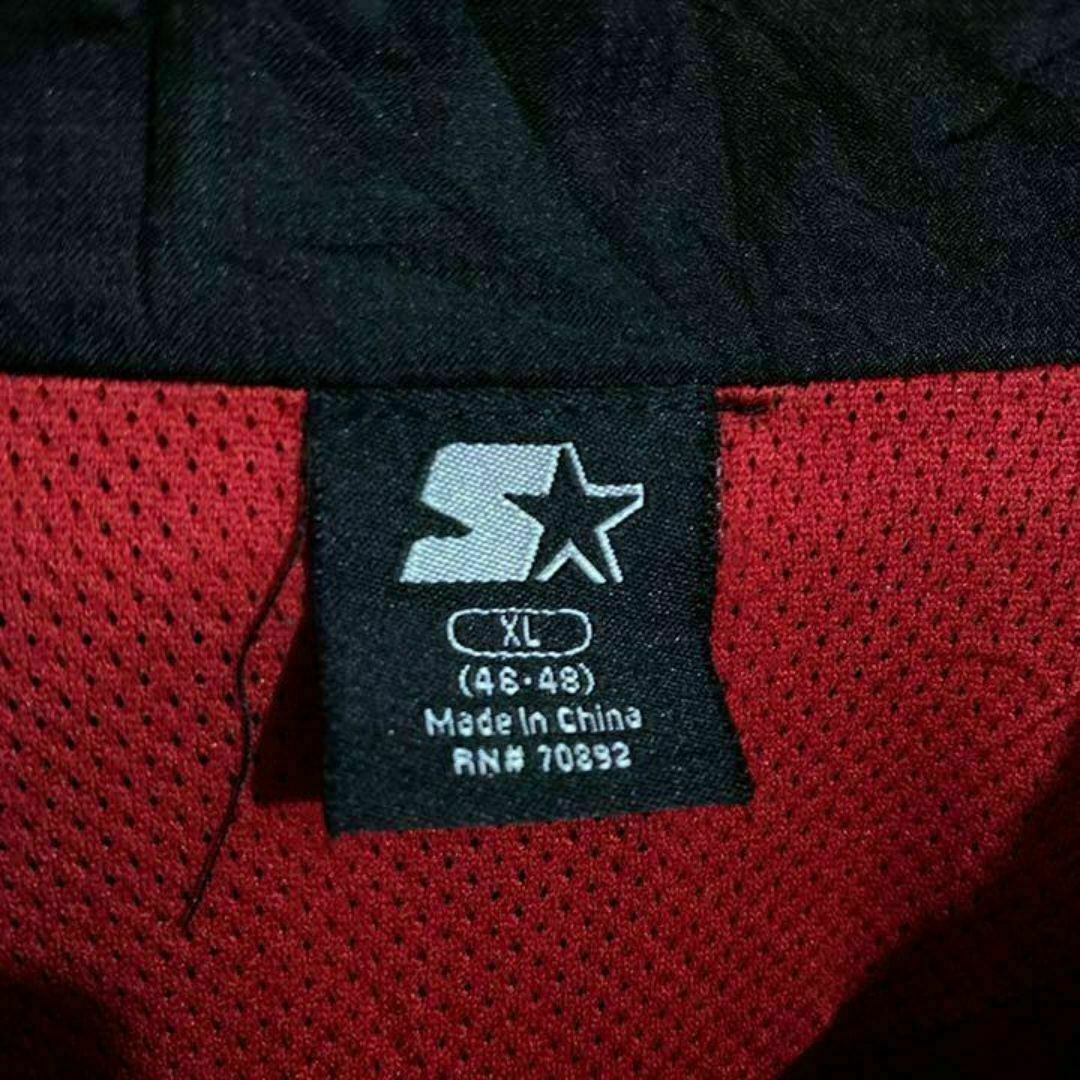 S
XL
(46-48)
Made In China
RN# 70892